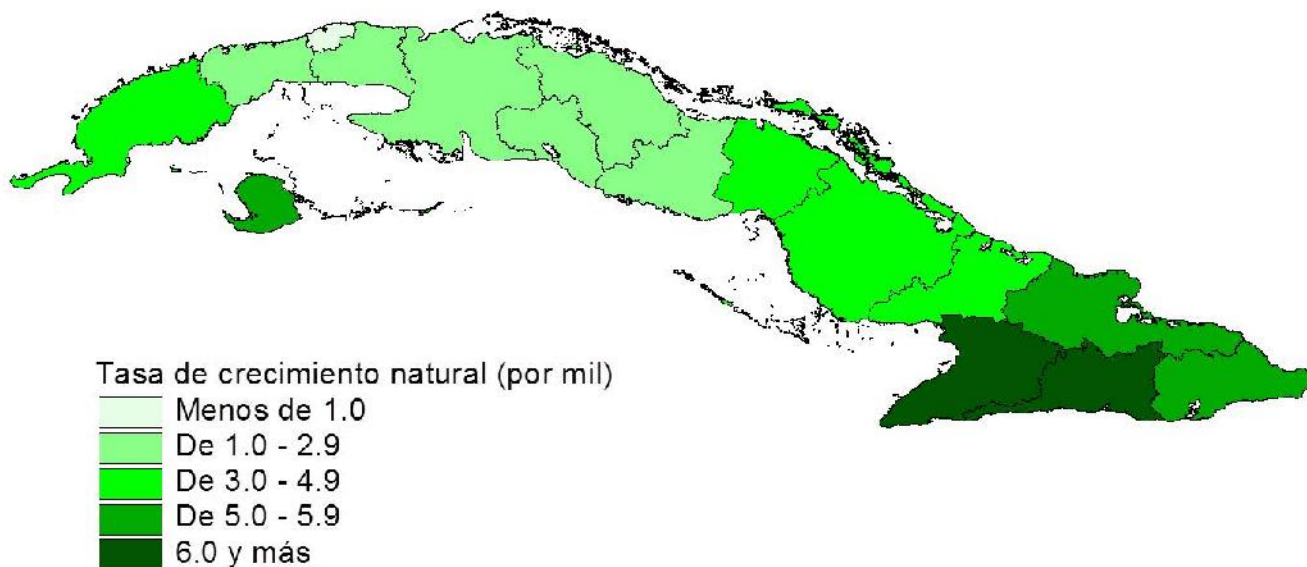 Tasa de crecimiento natural (por mil)
Menos de 1.0
De 1.0 - 2.9
De 3.0 - 4.9
De 5.0 - 5.9
6.0 y más